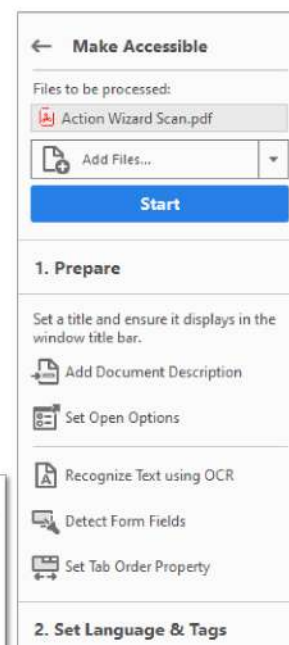 Make Accessible
Files to be processed:
Action Wizard Scan.pdf
Add Files...
Start
1. Prepare
Set a title and ensure it displays in the
window title bar.
Add Document Description
Set Open Options
Recognize Text using OCR
Detect Form Fields
Set Tab Order Property
2. Set Language & Tags